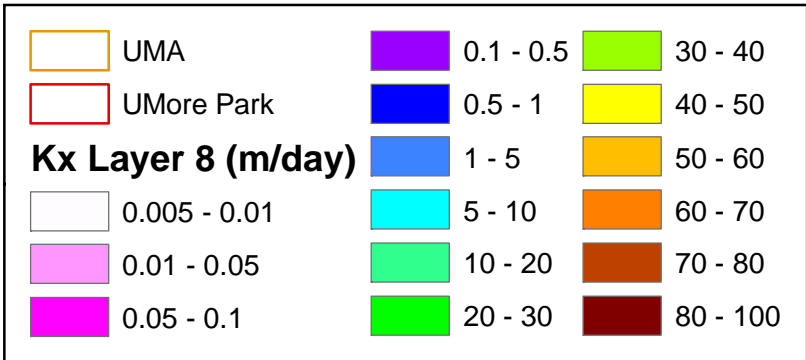 UMA
UMore Park
Kx Layer 8 (m/day)
0.005 - 0.01
0.01 - 0.05
0.05 - 0.1
0.1 - 0.5
0.5 - 1
1 - 5
5 - 10
10 - 20
20 - 30
30 - 40
40 - 50
50 - 60
60 - 70
70 - 80
80 - 100